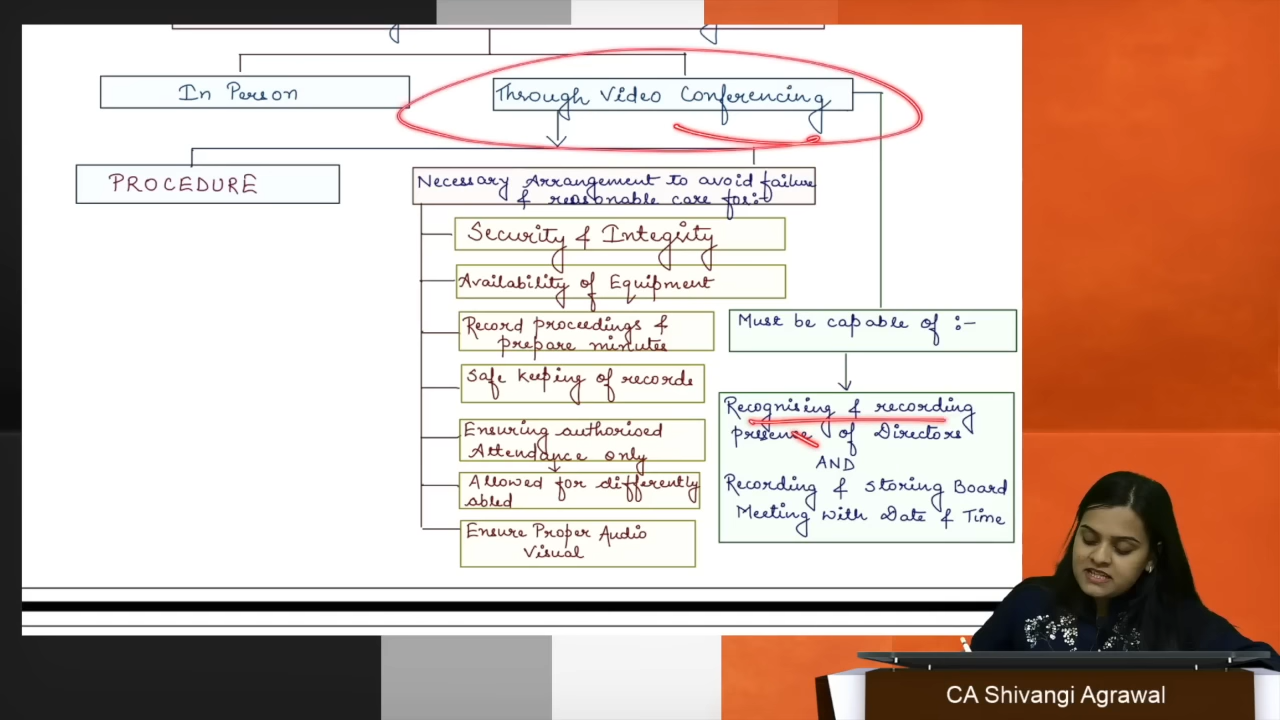 In Person
Through Video Conferencing
PROCEDURE
Necessary Arrangement to avoid failure
& reasonable care for:-
Security & Integrity
Availability of Equipment
Record proceedings &
prepare minutes
Safe keeping of records
Ensuring authorised
Attendance only
Allowed for differently
abled
Ensure Proper Audio
Visual
Must be capable of :-
Recognising & recording
presence of Directors
AND
Recording & storing Board
Meeting with Date & Time
CA Shivangi Agrawal